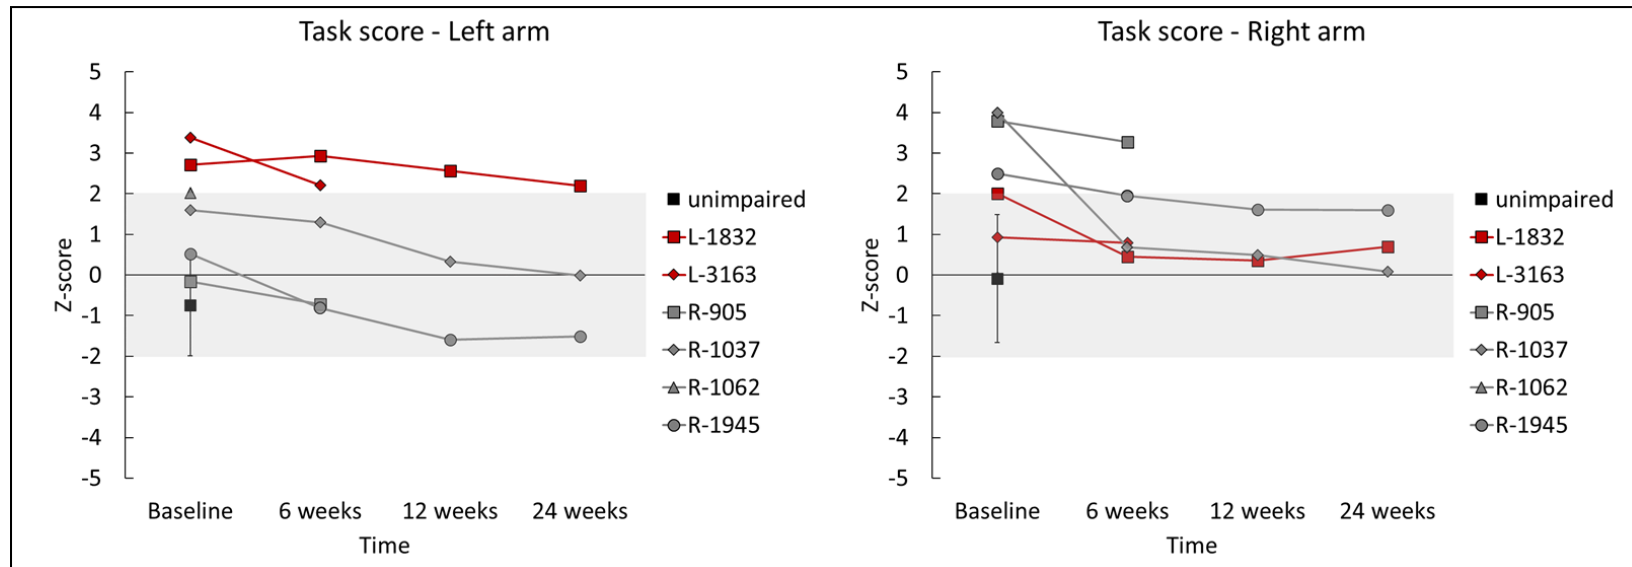 Task score - Left arm
Z-score
5
4
3
2
1
0
-1
-2
-3
-4
-5
Baseline 6 weeks 12 weeks 24 weeks
Time
unimpaired
L-1832
L-3163
R-905
R-1037
R-1062
R-1945
Task score - Right arm
Z-score
5
4
3
2
1
0
-1
-2
-3
-4
-5
Baseline 6 weeks 12 weeks 24 weeks
Time
unimpaired
L-1832
L-3163
R-905
R-1037
R-1062
R-1945